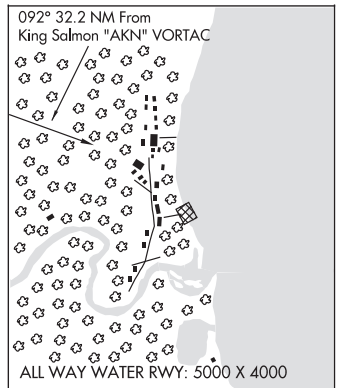 092° 32.2 NM From
King Salmon "AKN" VORTAC
ALL WAY WATER RWY: 5000 X 4000